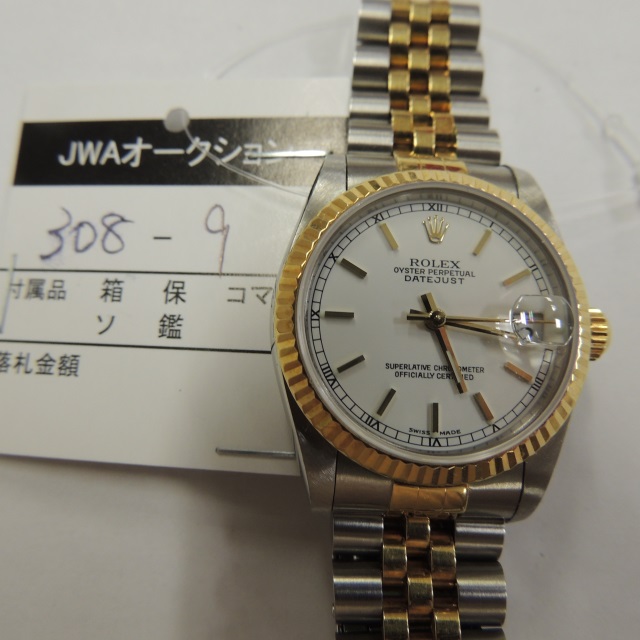 JWAオークション
308-9
付属品 箱 保 コマ
ソ 鑑
落札金額
ROLEX
OYSTER PERPETUAL
DATEJUST
SUPERLATIVE CHRONOMETER
OFFICIALLY CERTIFIED
SWISS MADE